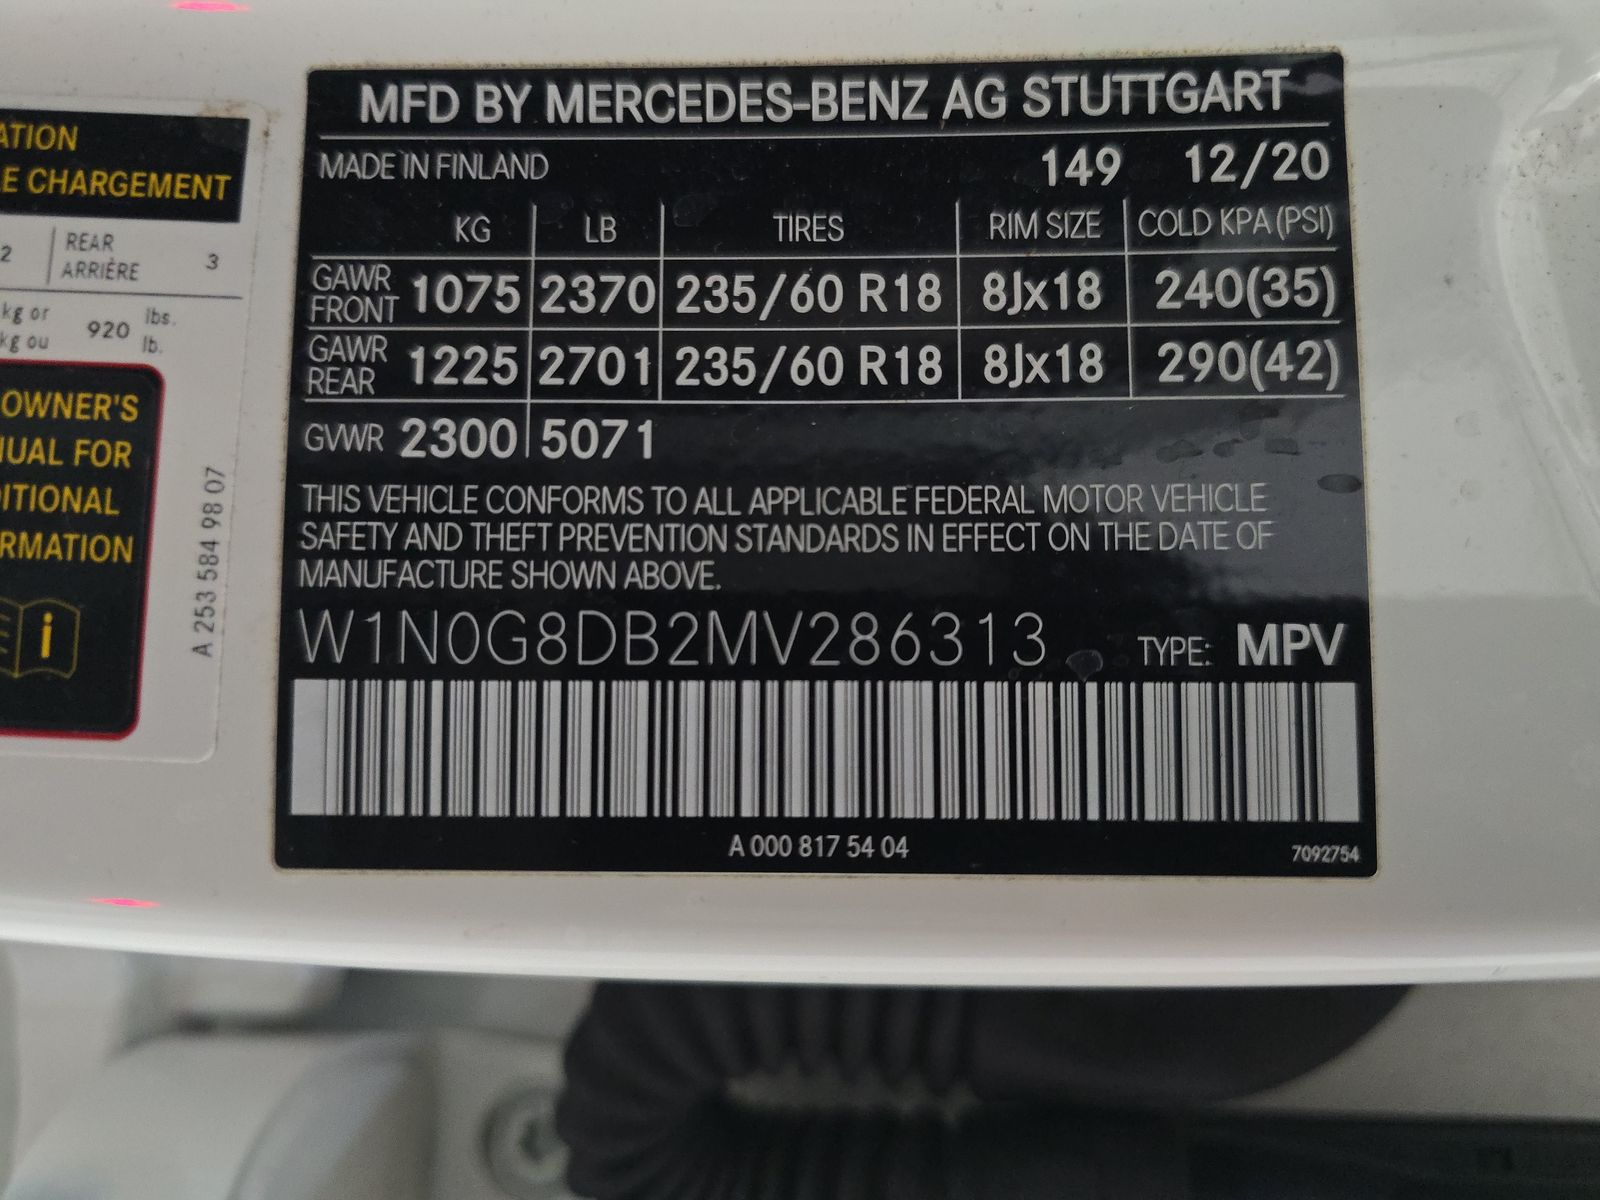 ATION
LE CHARGEMENT
2 REAR ARRIÈRE 3
kg or kg ou 920 lbs. lb.
OWNER'S
UAL FOR
DITIONAL
RMATION
i
A 253 584 98 07
MFD BY MERCEDES-BENZ AG STUTTGART
MADE IN FINLAND 149 12/20
KG LB TIRES RIM SIZE COLD KPA (PSI)
GAWR FRONT 1075 2370 235/60 R18 8Jx18 240(35)
GAWR REAR 1225 2701 235/60 R18 8Jx18 290(42)
GVWR 2300 5071
THIS VEHICLE CONFORMS TO ALL APPLICABLE FEDERAL MOTOR VEHICLE
SAFETY AND THEFT PREVENTION STANDARDS IN EFFECT ON THE DATE OF
MANUFACTURE SHOWN ABOVE.
W1N0G8DB2MV286313 TYPE: MPV
A 000 817 54 04 7092754